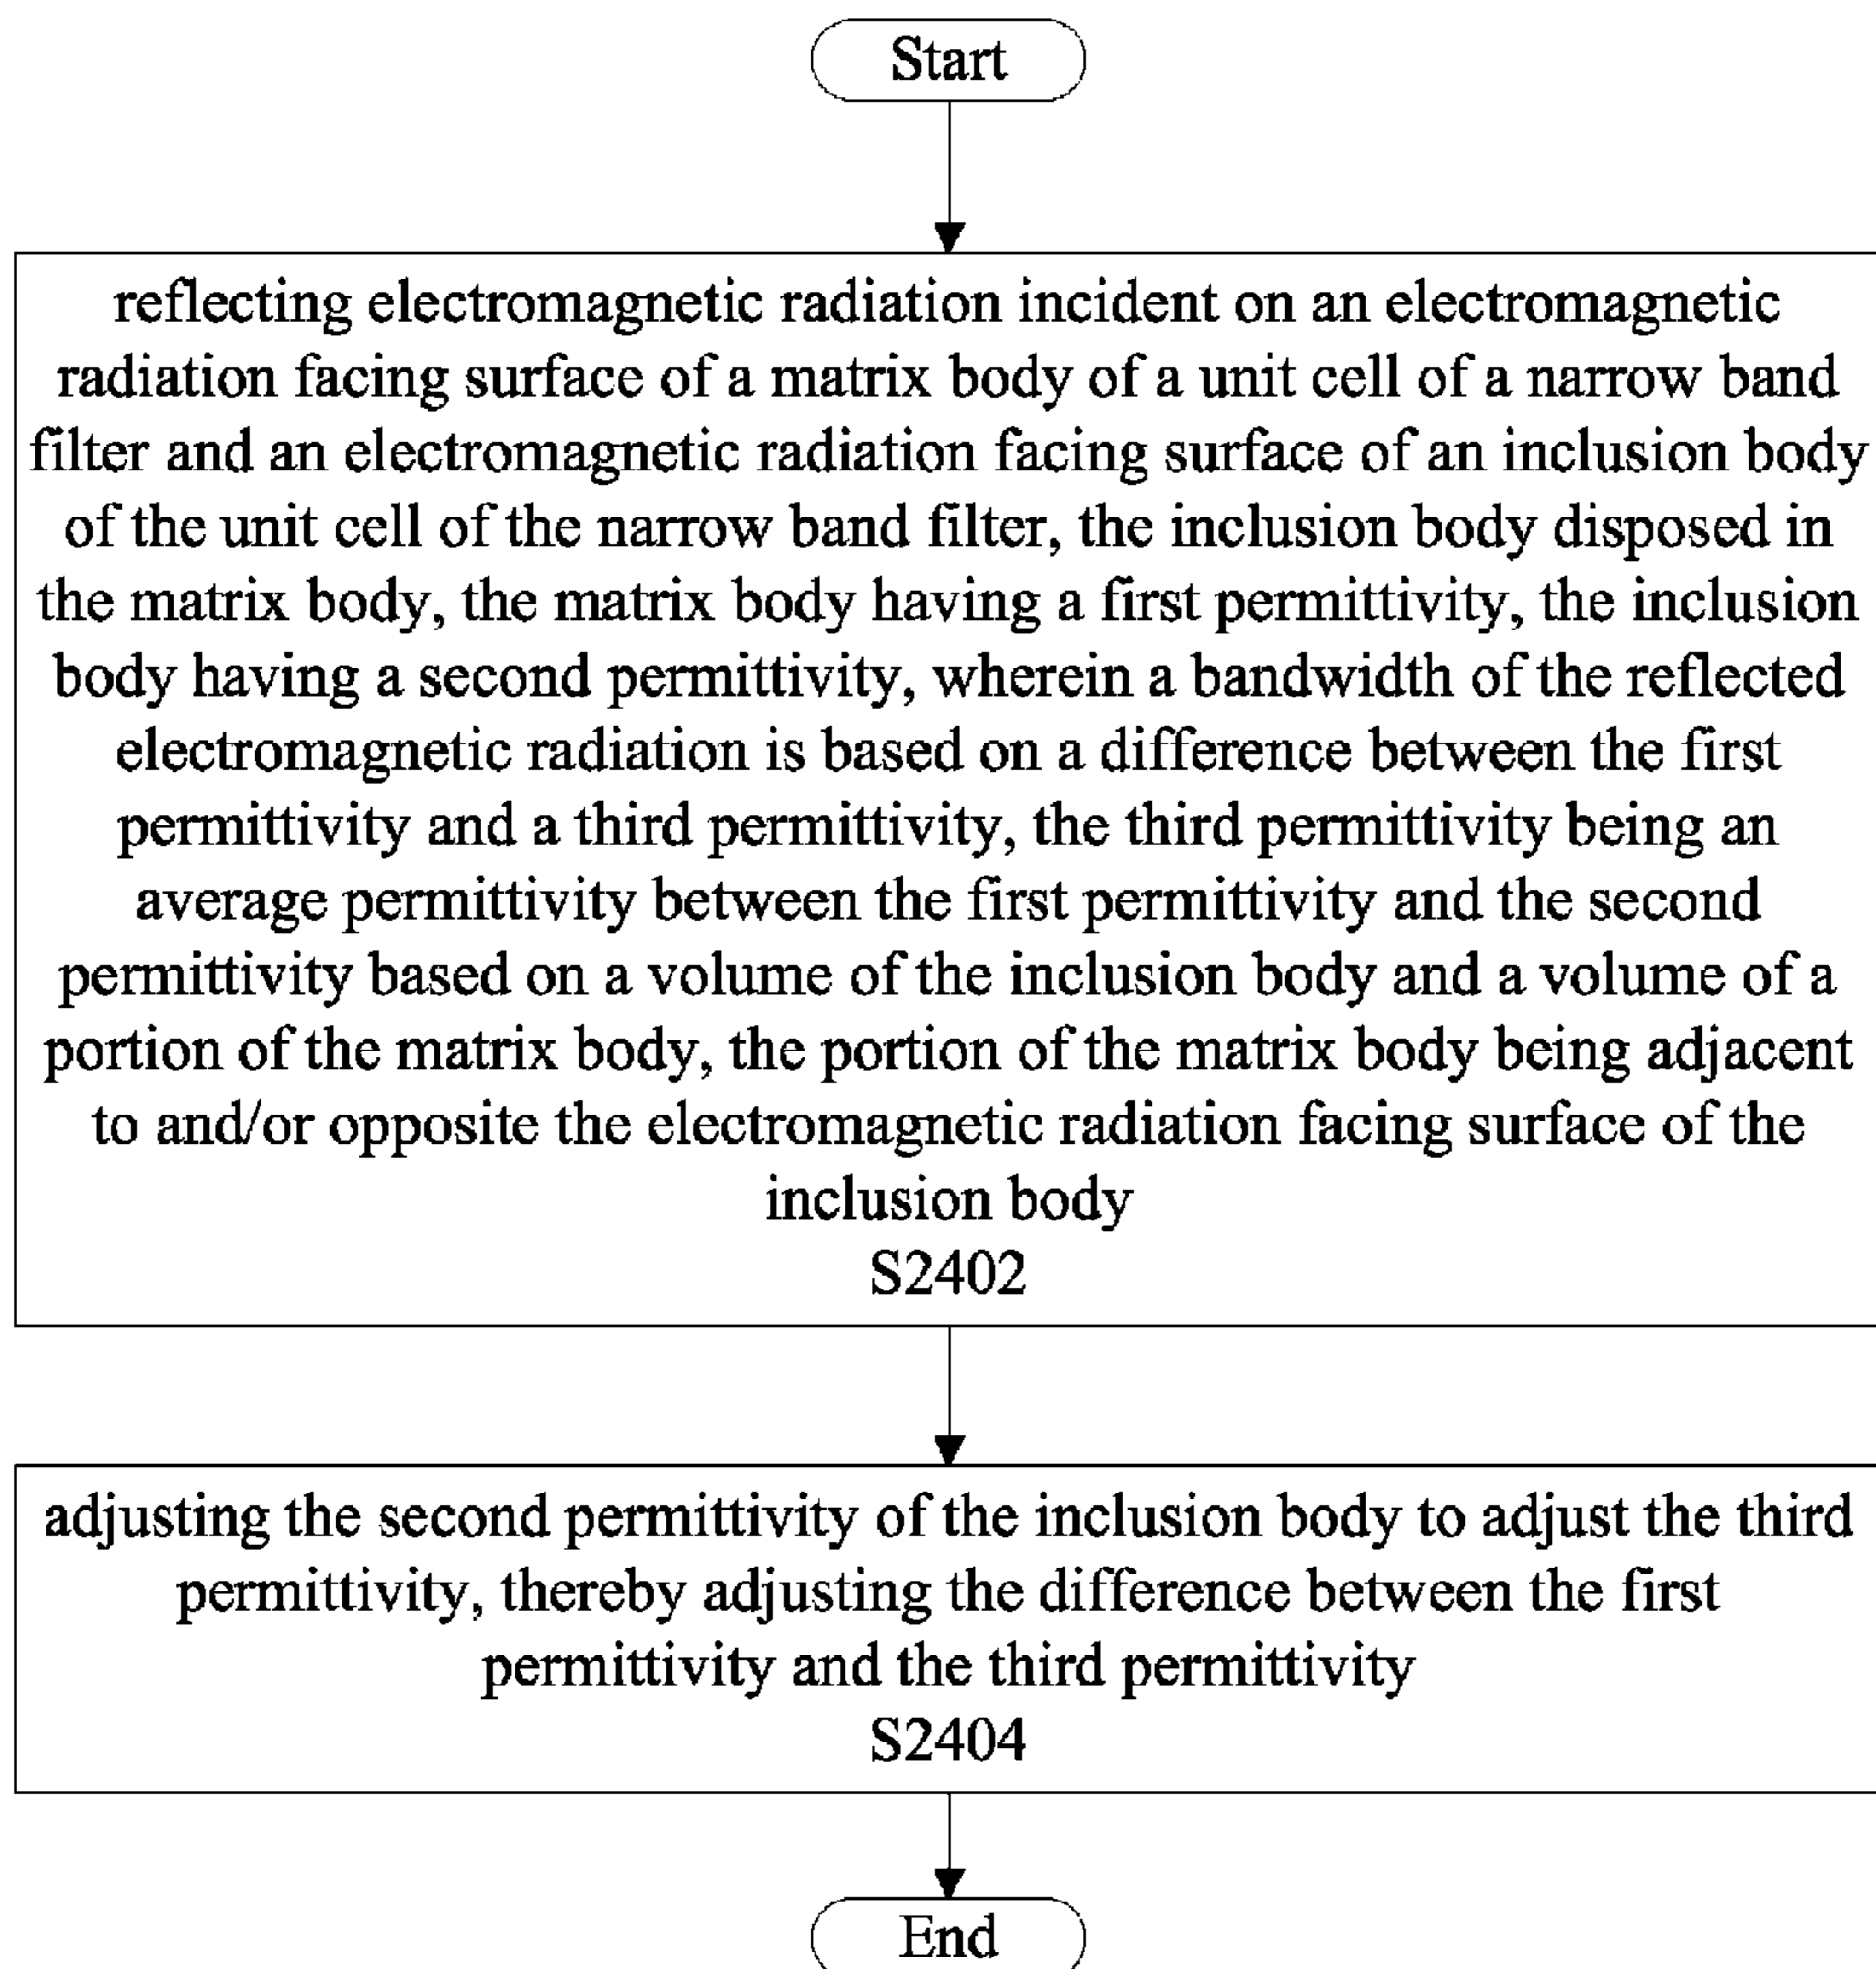 Start
reflecting electromagnetic radiation incident on an electromagnetic
radiation facing surface of a matrix body of a unit cell of a narrow band
filter and an electromagnetic radiation facing surface of an inclusion body
of the unit cell of the narrow band filter, the inclusion body disposed in
the matrix body, the matrix body having a first permittivity, the inclusion
body having a second permittivity, wherein a bandwidth of the reflected
electromagnetic radiation is based on a difference between the first
permittivity and a third permittivity, the third permittivity being an
average permittivity between the first permittivity and the second
permittivity based on a volume of the inclusion body and a volume of a
portion of the matrix body, the portion of the matrix body being adjacent
to and/or opposite the electromagnetic radiation facing surface of the
inclusion body
S2402
adjusting the second permittivity of the inclusion body to adjust the third
permittivity, thereby adjusting the difference between the first
permittivity and the third permittivity
S2404
End